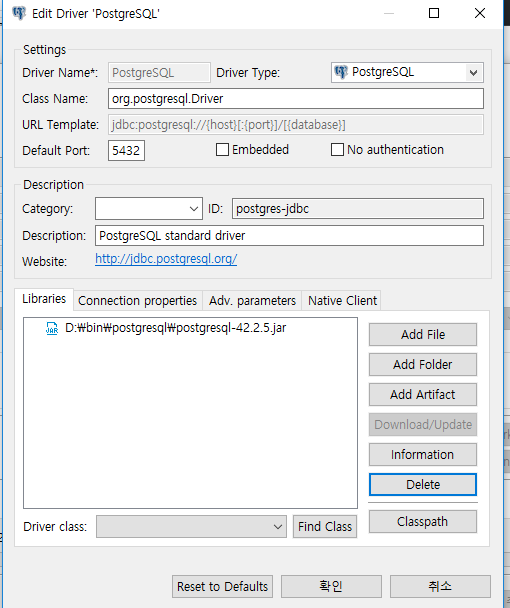 Edit Driver 'PostgreSQL'
Settings
Driver Name*: PostgreSQL Driver Type: PostgreSQL
Class Name: org.postgresql.Driver
URL Template: jdbc:postgresql://{host}[:{port}]/[{database}]
Default Port: 5432 Embedded No authentication
Description
Category: ID: postgres-jdbc
Description: PostgreSQL standard driver
Website: http://jdbc.postgresql.org/
Libraries Connection properties Adv. parameters Native Client
JAR D:₩bin₩postgresql₩postgresql-42.2.5.jar
Add File
Add Folder
Add Artifact
Download/Update
Information
Delete
Classpath
Driver class: Find Class
Reset to Defaults 확인 취소